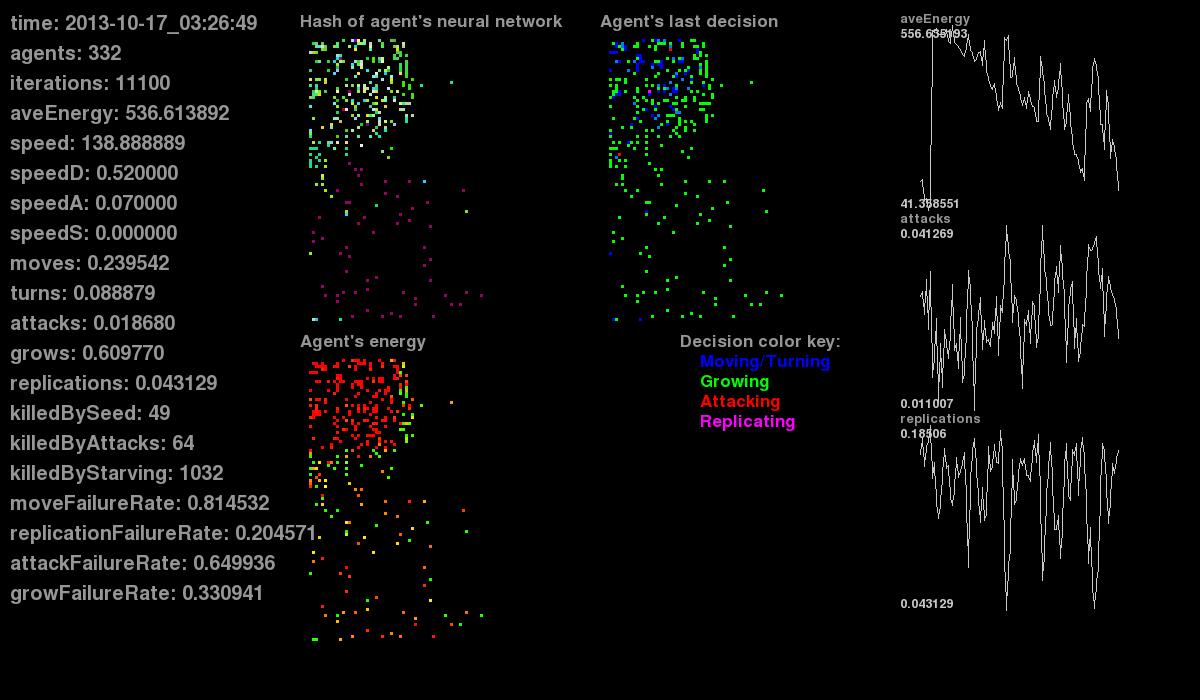 time: 2013-10-17_03:26:49
agents: 332
iterations: 11100
aveEnergy: 536.613892
speed: 138.888889
speedD: 0.520000
speedA: 0.070000
speedS: 0.000000
moves: 0.239542
turns: 0.088879
attacks: 0.018680
grows: 0.609770
replications: 0.043129
killedBySeed: 49
killedByAttacks: 64
killedByStarving: 1032
moveFailureRate: 0.814532
replicationFailureRate: 0.204571
attackFailureRate: 0.649936
growFailureRate: 0.330941
Hash of agent's neural network
Agent's last decision
Agent's energy
Decision color key:
Moving/Turning
Growing
Attacking
Replicating
aveEnergy
41.358551
attacks
0.041269
0.011007
replications
0.18506
0.043129